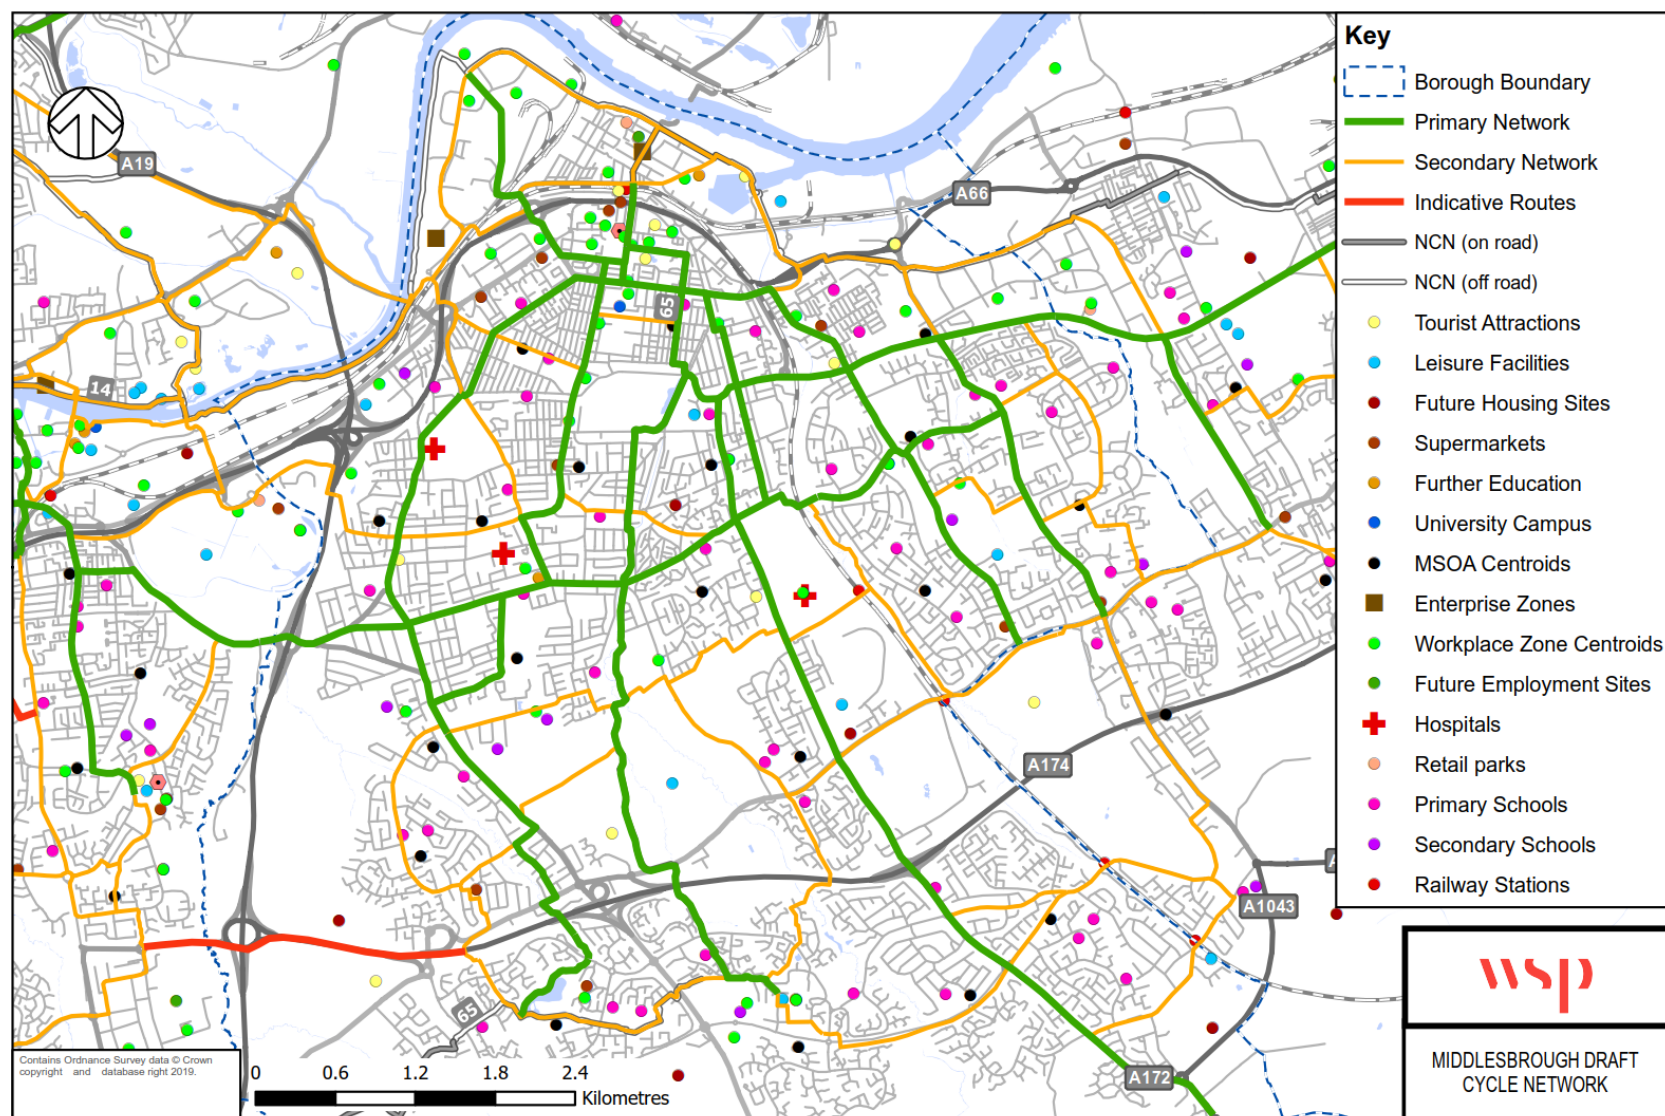 Key
Borough Boundary
Primary Network
Secondary Network
Indicative Routes
NCN (on road)
NCN (off road)
Tourist Attractions
Leisure Facilities
Future Housing Sites
Supermarkets
Further Education
University Campus
MSOA Centroids
Enterprise Zones
Workplace Zone Centroids
Future Employment Sites
Hospitals
Retail parks
Primary Schools
Secondary Schools
Railway Stations
A19
A66
65
14
A174
A1043
65
A172
Contains Ordnance Survey data © Crown
copyright and database right 2019.
0 0.6 1.2 1.8 2.4
Kilometres
wsp
MIDDLESBROUGH DRAFT
CYCLE NETWORK